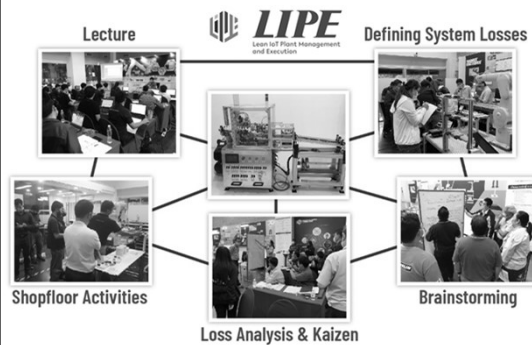 LIPE
Lean IoT Plant Management
and Execution
Lecture
Defining System Losses
Shopfloor Activities
Brainstorming
Loss Analysis & Kaizen